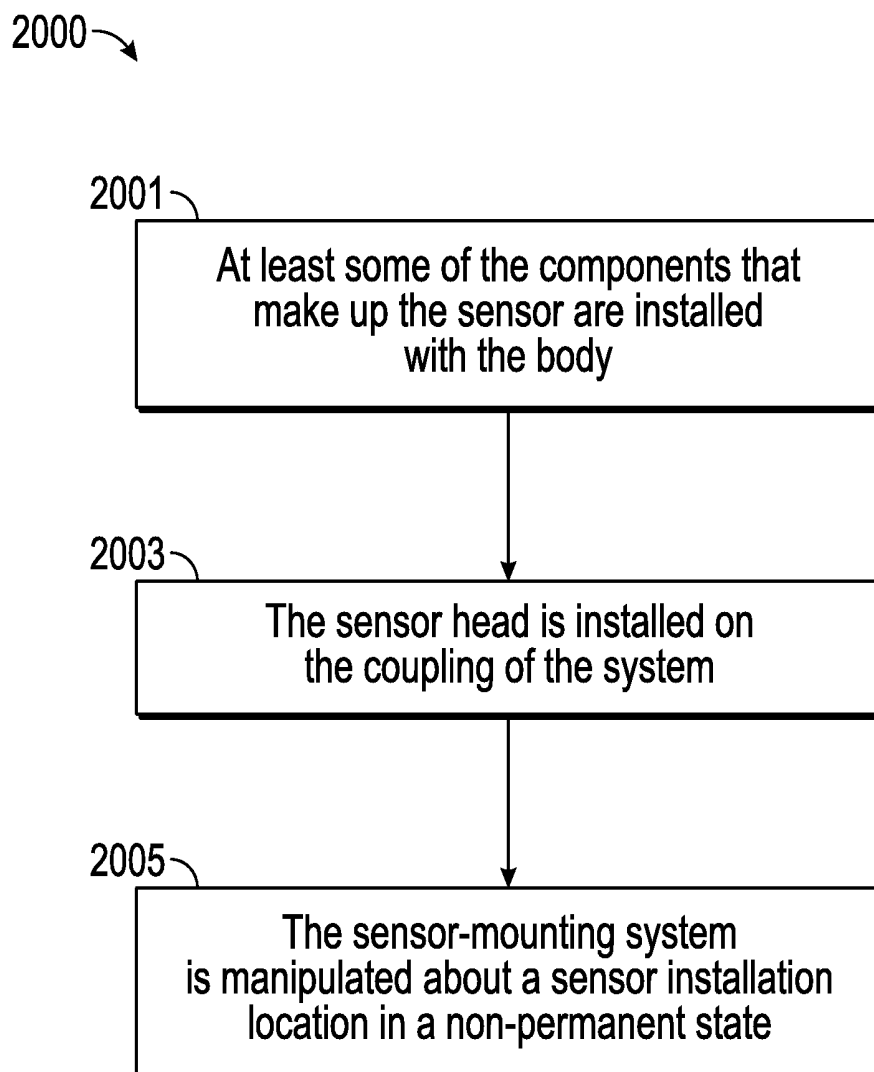 2000
2001
At least some of the components that
make up the sensor are installed
with the body
2003
The sensor head is installed on
the coupling of the system
2005
The sensor-mounting system
is manipulated about a sensor installation
location in a non-permanent state